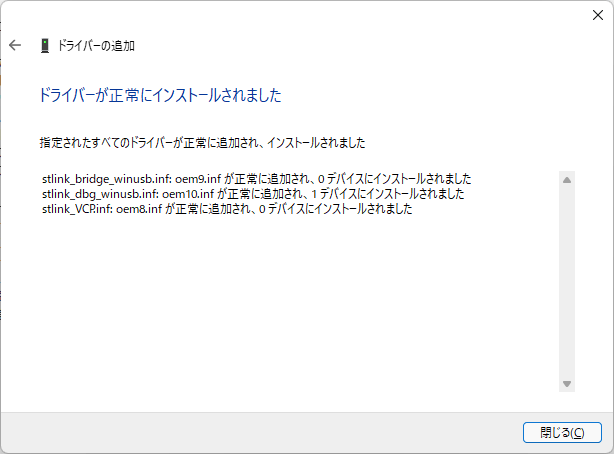 ドライバーの追加
ドライバーが正常にインストールされました
指定されたすべてのドライバーが正常に追加され、インストールされました
stlink_bridge_winusb.inf: oem9.inf が正常に追加され、0 デバイスにインストールされました
stlink_dbg_winusb.inf: oem10.inf が正常に追加され、1 デバイスにインストールされました
stlink_VCP.inf: oem8.inf が正常に追加され、0 デバイスにインストールされました
閉じる(C)